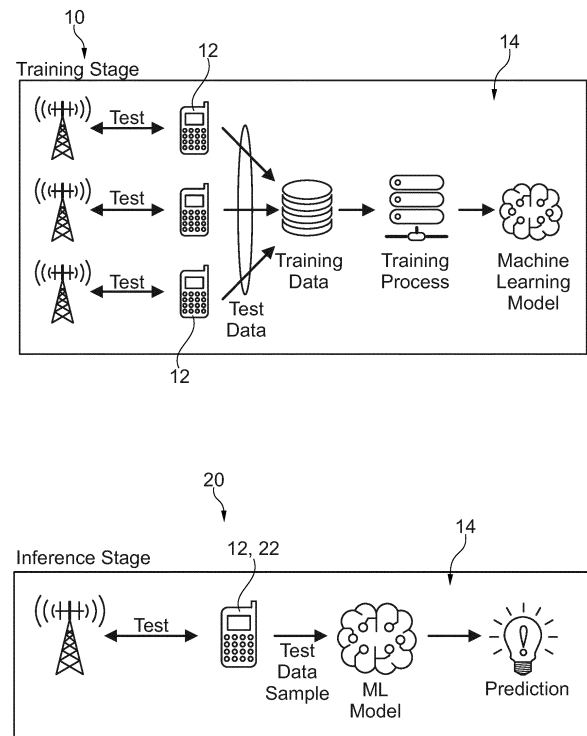 10
12
14
Training Stage
Test
Test
Test
Training
Data
Training
Process
Machine
Learning
Model
Test
Data
12
20
12, 22
14
Inference Stage
Test
Test
Data
Sample
ML
Model
Prediction